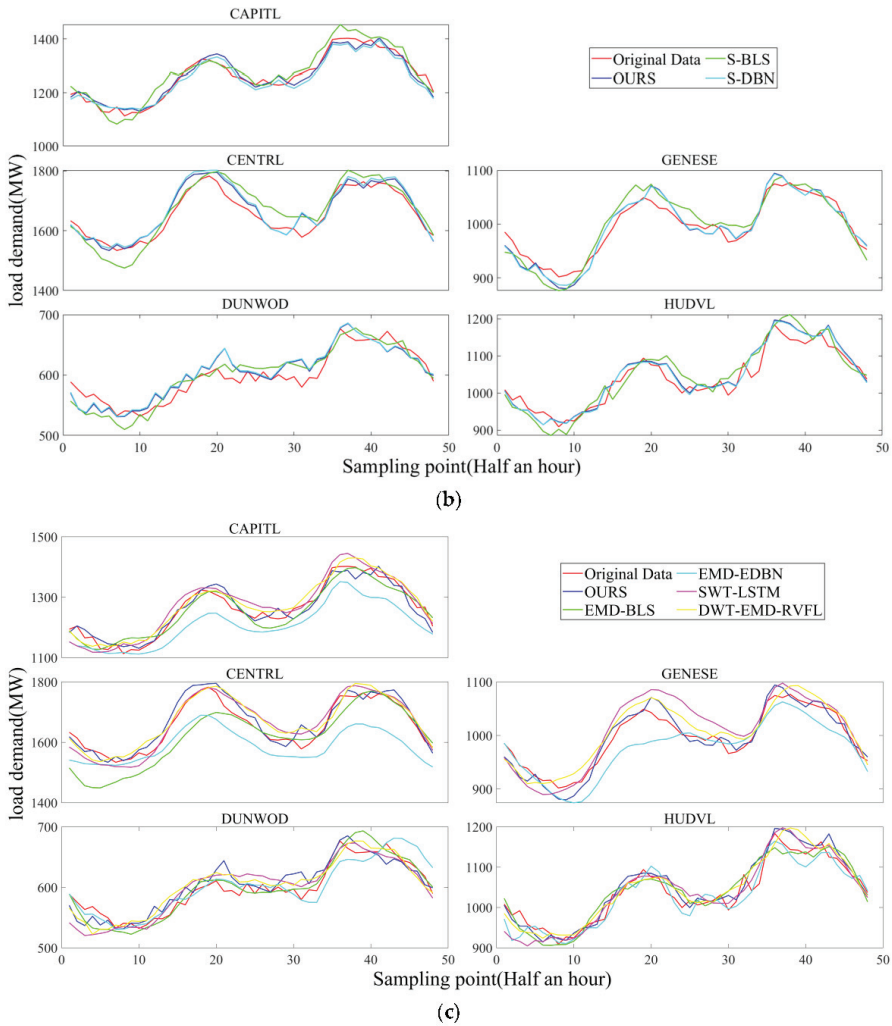 CAPITL
1400
1200
1000
Original Data
S-BLS
OURS
S-DBN
CENTRL
GENESE
1800
1600
1400
1100
1000
900
load demand(MW)
DUNWOD
HUDVL
700
600
500
1200
1100
1000
900
0 10 20 30 40 50
0 10 20 30 40 50
Sampling point(Half an hour)
(b)
CAPITL
1500
1300
1100
Original Data
EMD-EDBN
OURS
SWT-LSTM
EMD-BLS
DWT-EMD-RVFL
CENTRL
GENESE
1800
1600
1400
1100
1000
900
load demand(MW)
DUNWOD
HUDVL
700
600
500
1200
1100
1000
900
0 10 20 30 40 50
0 10 20 30 40 50
Sampling point(Half an hour)
(c)